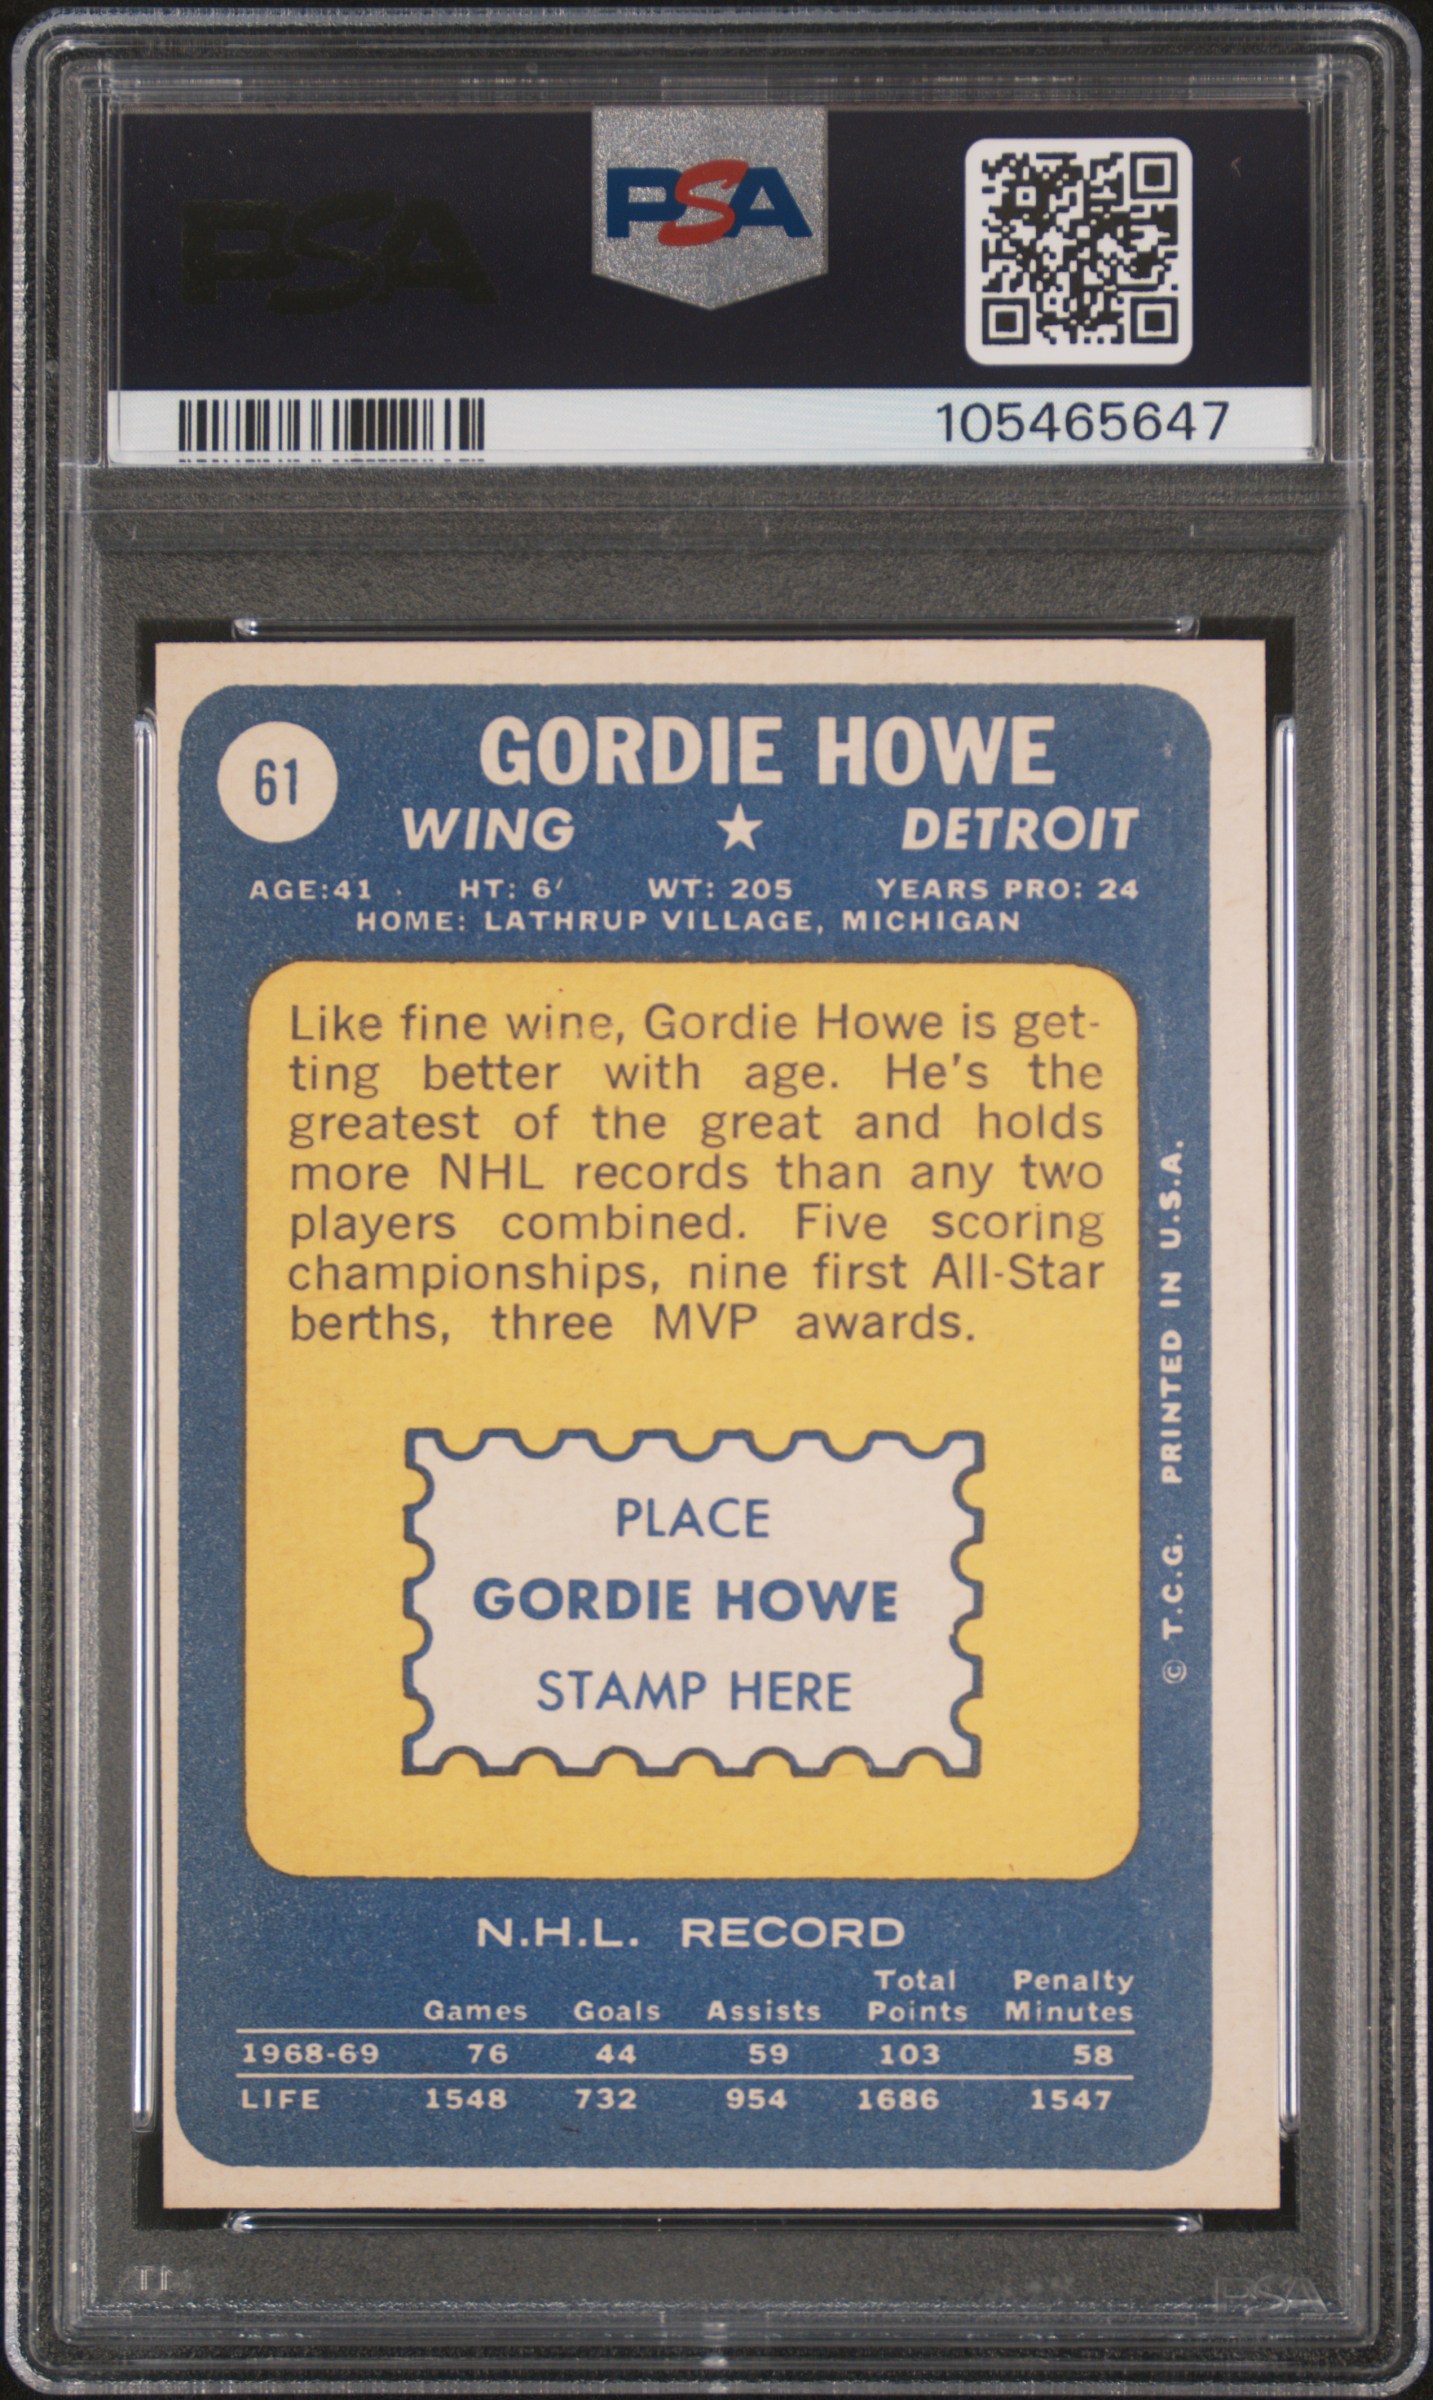 PSA
PSA
105465647
61
GORDIE HOWE
WING ★ DETROIT
AGE:41 HT: 6' WT: 205 YEARS PRO: 24
HOME: LATHRUP VILLAGE, MICHIGAN
Like fine wine, Gordie Howe is get-
ting better with age. He's the
greatest of the great and holds
more NHL records than any two
players combined. Five scoring
championships, nine first All-Star
berths, three MVP awards.
PLACE
GORDIE HOWE
STAMP HERE
© T.C.G. PRINTED IN U.S.A.
N.H.L. RECORD
Games Goals Assists Total Points Penalty Minutes
1968-69 76 44 59 103 58
LIFE 1548 732 954 1686 1547
PSA